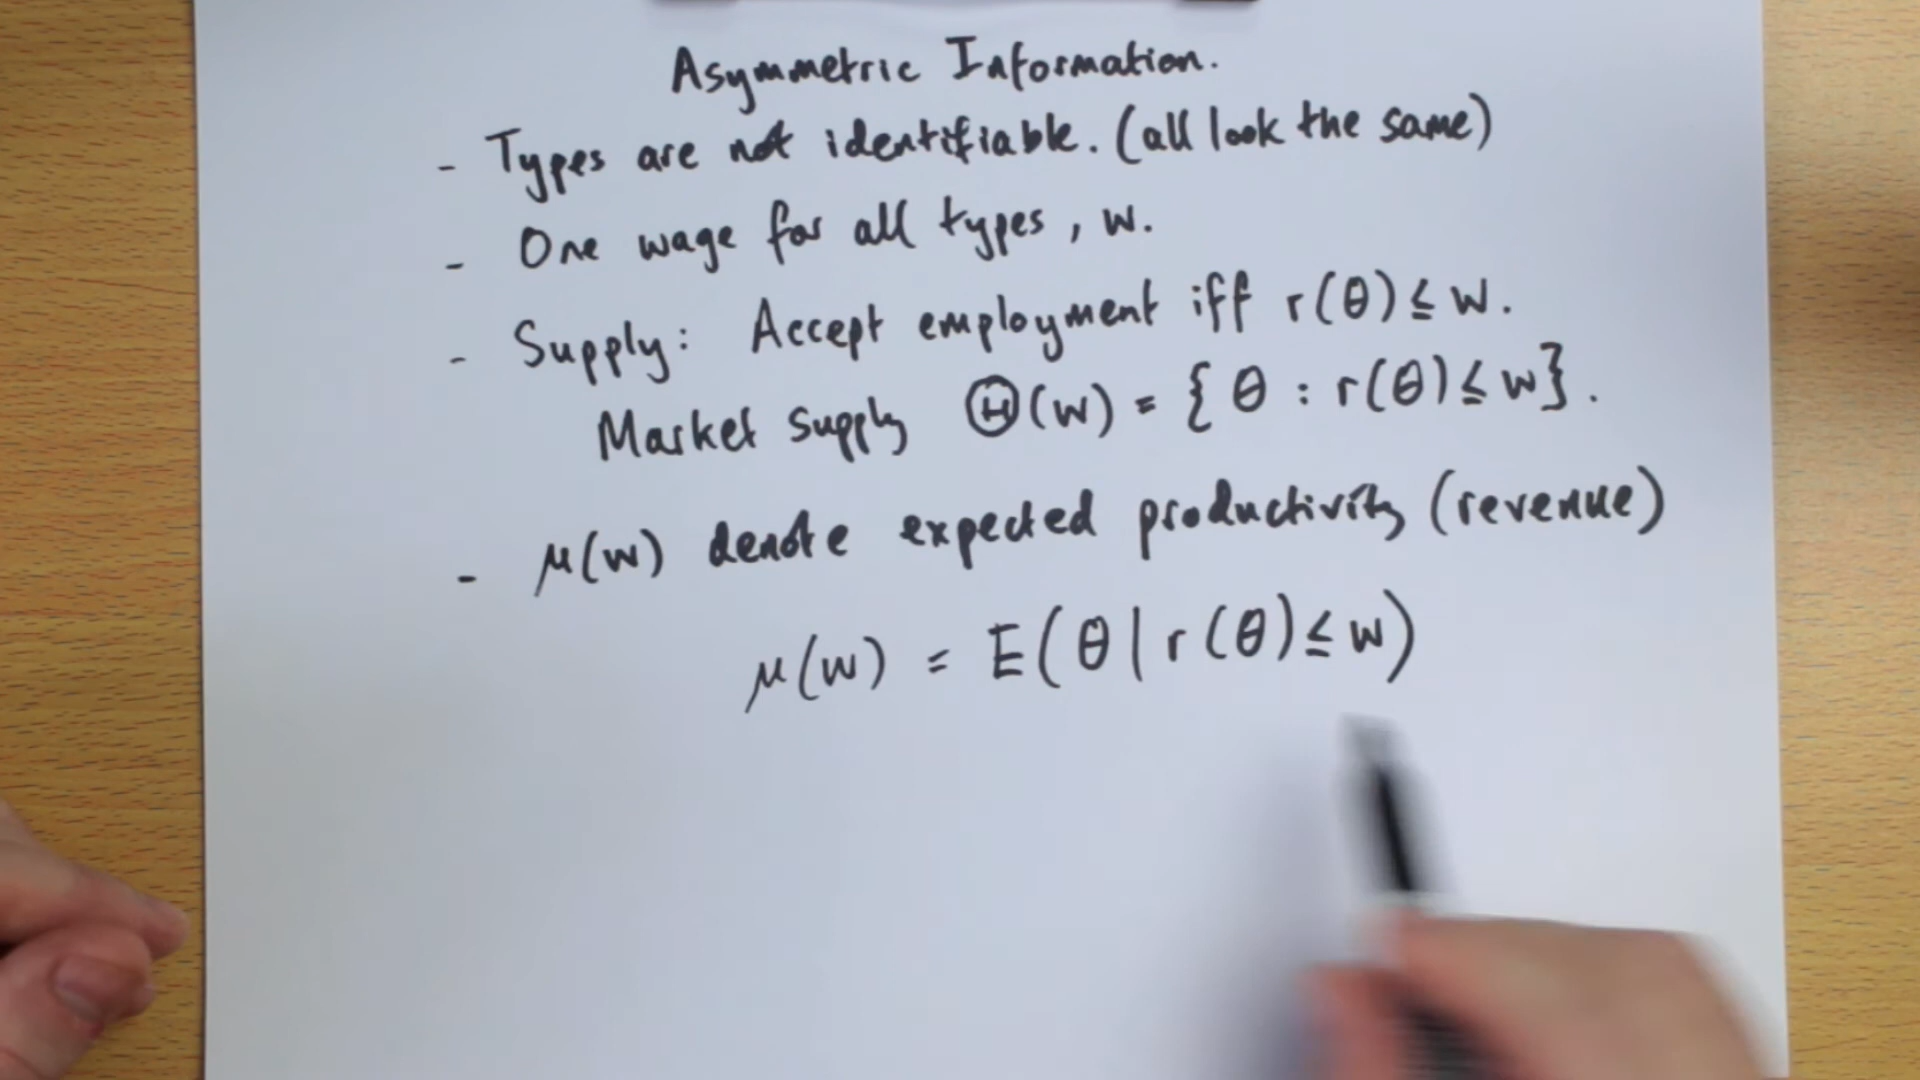 Asymmetric Information.
- Types are not identifiable. (all look the same)
- One wage for all types, w.
- Supply: Accept employment iff r(θ) ≤ w.
Market supply Θ(w) = { θ : r(θ) ≤ w}.
- μ(w) denote expected productivity (revenue)
μ(w) = E(θ | r(θ) ≤ w)